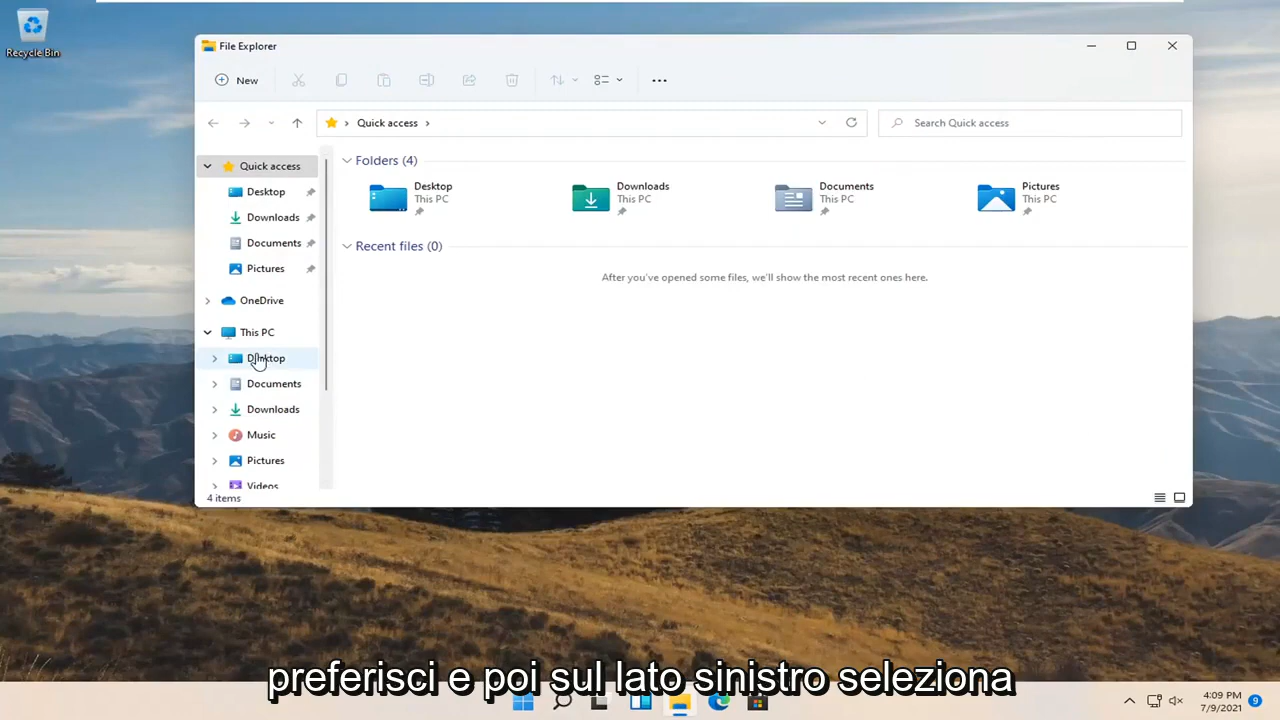 Recycle Bin
File Explorer
New
Quick access
Search Quick access
Quick access
Desktop
Downloads
Documents
Pictures
OneDrive
This PC
Desktop
Documents
Downloads
Music
Pictures
Videos
Folders (4)
Desktop
This PC
Downloads
This PC
Documents
This PC
Pictures
This PC
Recent files (0)
After you've opened some files, we'll show the most recent ones here.
4 items
preferisci e poi sul lato sinistro seleziona
4:09 PM
7/9/2021
9